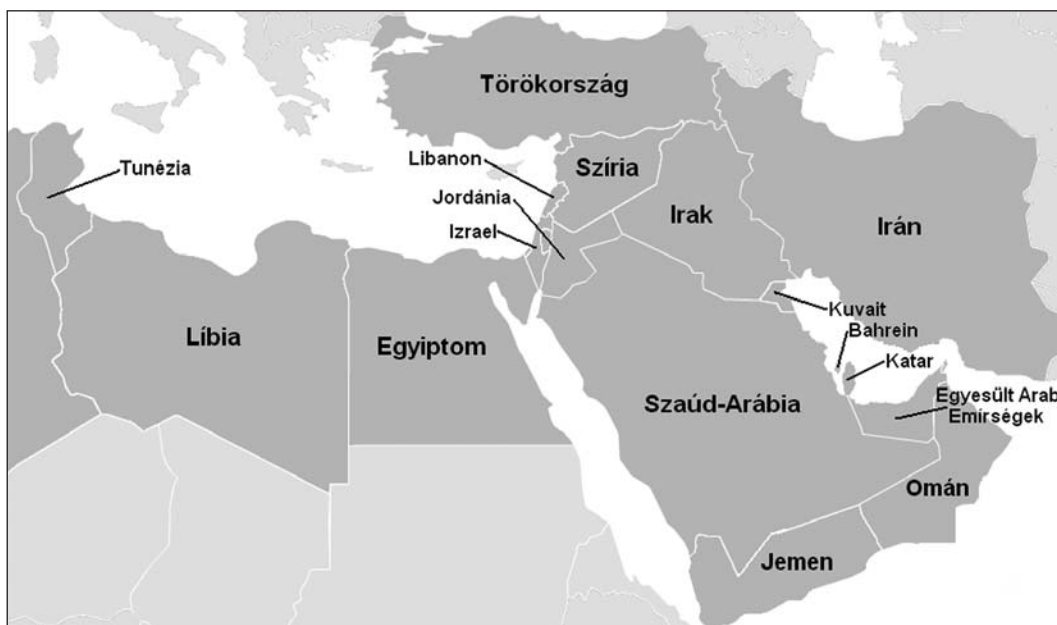 Törökország
Tunézia
Libanon
Szíria
Jordánia
Izrael
Irak
Irán
Kuvait
Bahrein
Katar
Líbia
Egyiptom
Szaúd-Arábia
Egyesült Arab
Emírségek
Omán
Jemen